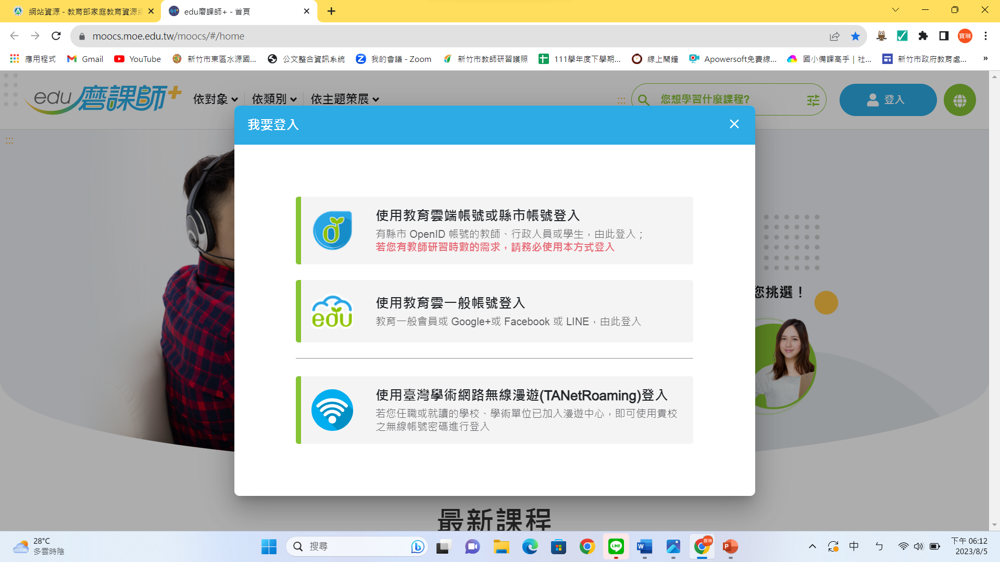 網站資源 - 教育部家庭教育資源
edu磨課師+ - 首頁
moocs.moe.edu.tw/moocs/#/home
寶琳
應用程式
Gmail
YouTube
新竹市東區水源國...
公文整合資訊系統
我的會議 - Zoom
新竹市教師研習護照
111學年度下學期...
線上鬧鐘
Apowersoft免費線...
國小備課高手｜社...
新竹市政府教育處...
edu磨課師+
依對象
依類別
依主題策展
您想學習什麼課程?
登入
我要登入
使用教育雲端帳號或縣市帳號登入
有縣市 OpenID 帳號的教師、行政人員或學生，由此登入；
若您有教師研習時數的需求，請務必使用本方式登入
edu
使用教育雲一般帳號登入
教育一般會員或 Google+或 Facebook 或 LINE，由此登入
您挑選！
使用臺灣學術網路無線漫遊(TANetRoaming)登入
若您任職或就讀的學校、學術單位已加入漫遊中心，即可使用貴校
之無線帳號密碼進行登入
最新課程
28°C
多雲時陰
搜尋
中
ㄣ
下午 06:12
2023/8/5